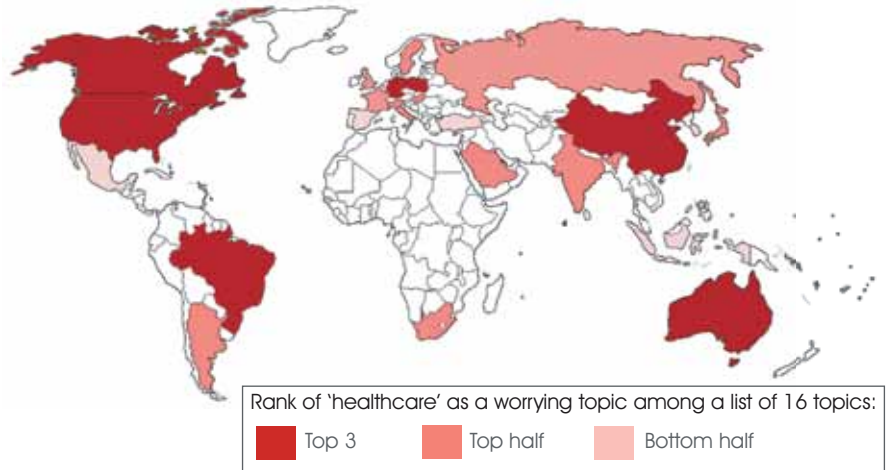 Rank of ‘healthcare’ as a worrying topic among a list of 16 topics:
Top 3 Top half Bottom half